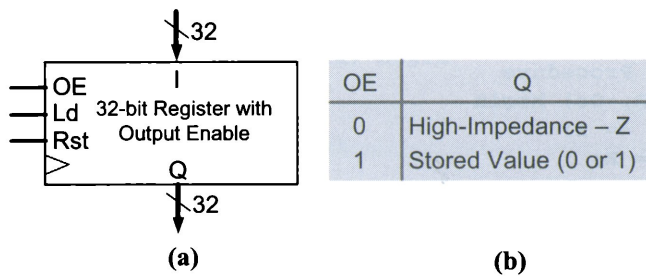 32
I
OE
Ld
Rst
32-bit Register with
Output Enable
Q
32
(a)
OE Q
0 High-Impedance – Z
1 Stored Value (0 or 1)
(b)